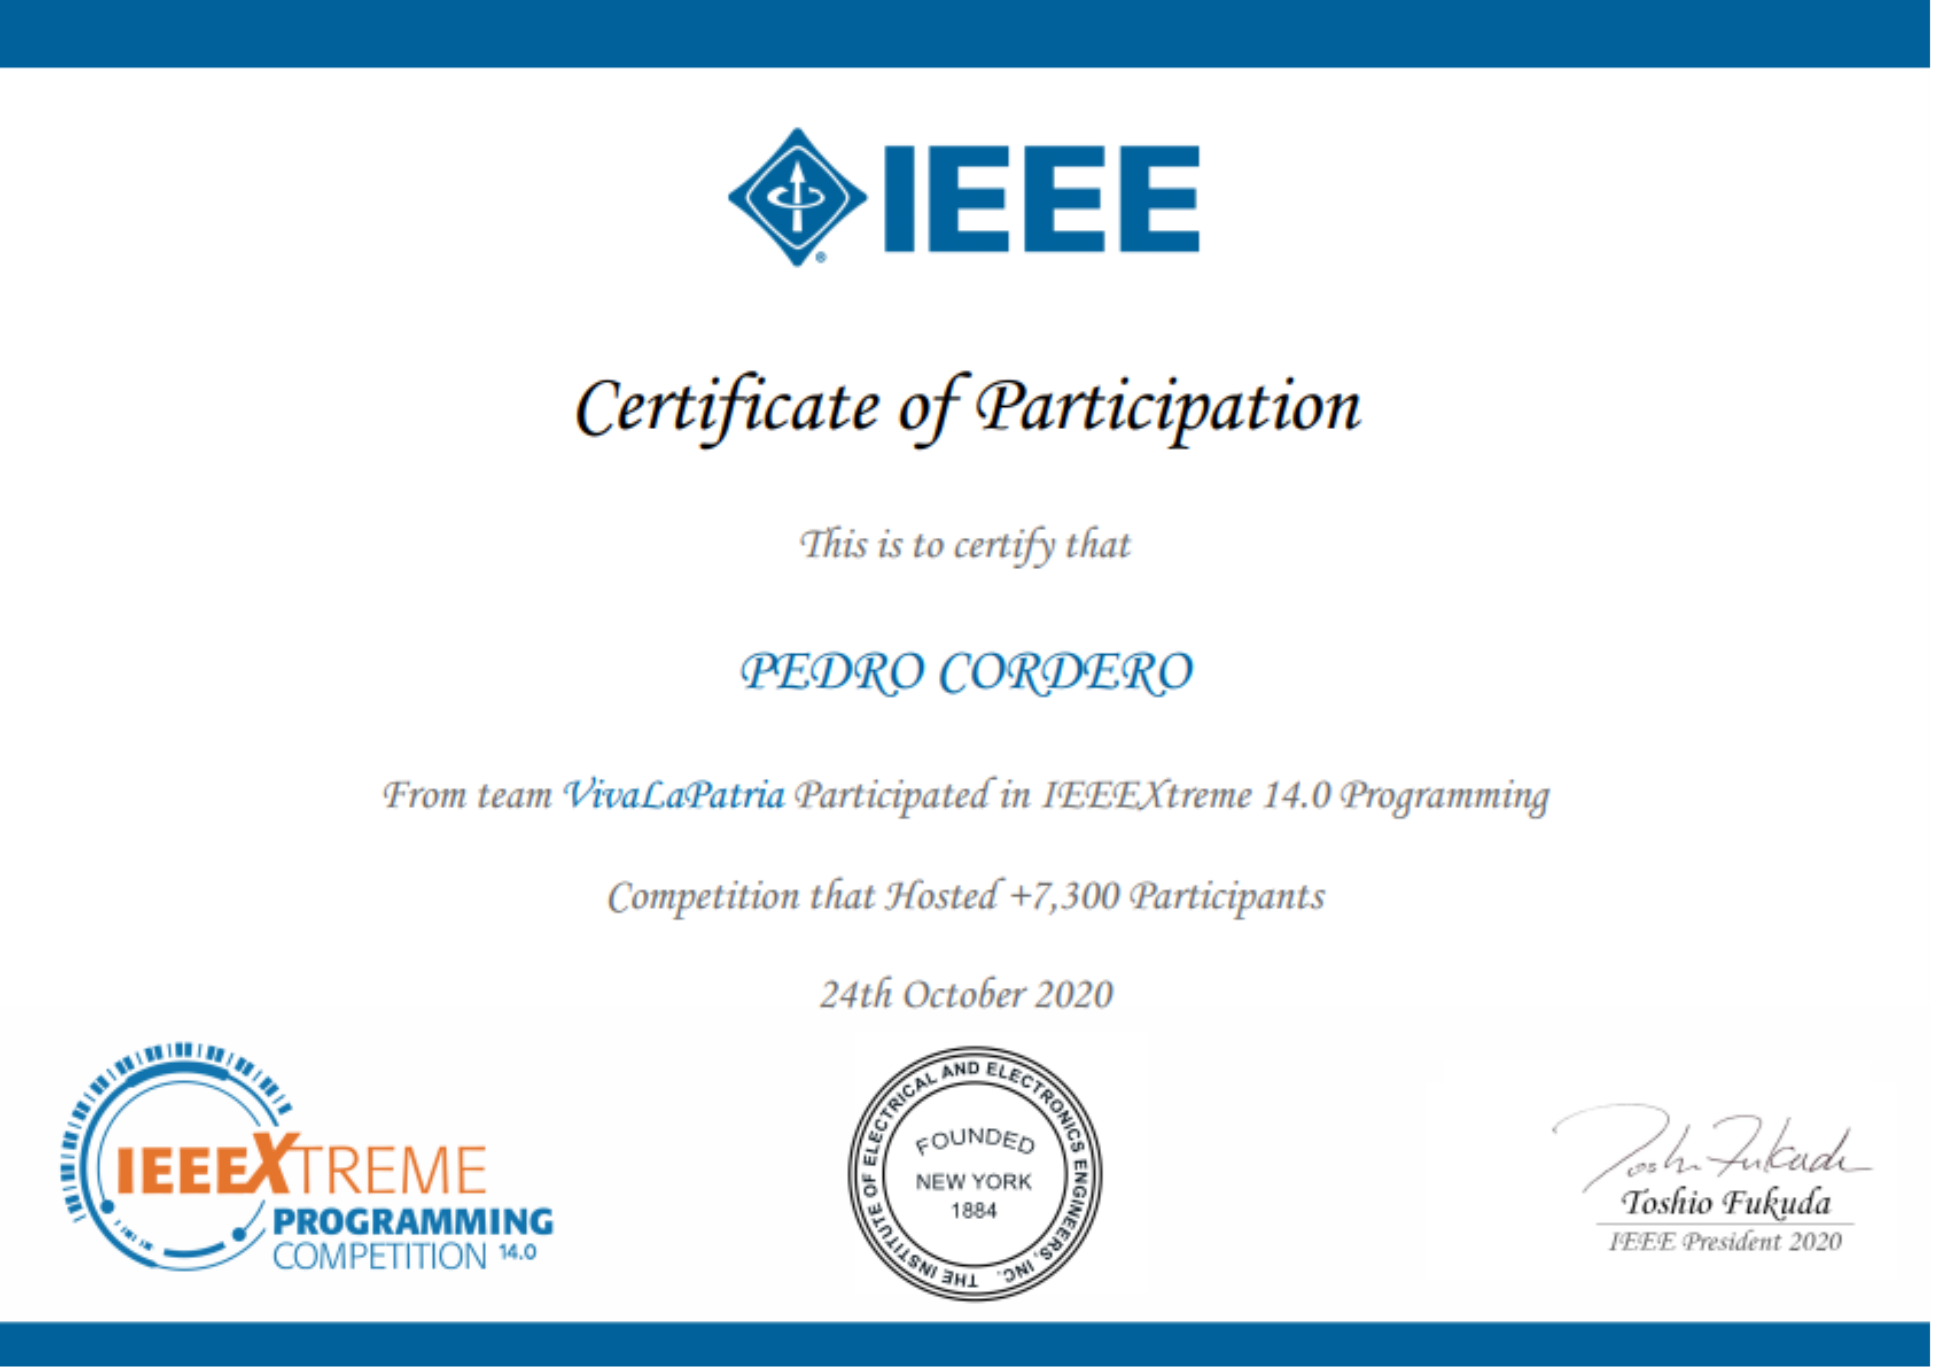 IEEE
Certificate of Participation
This is to certify that
PEDRO CORDERO
From team VivaLaPatria Participated in IEEEXtreme 14.0 Programming
Competition that Hosted +7,300 Participants
24th October 2020
IEEEXTREME
PROGRAMMING
COMPETITION 14.0
THE INSTITUTE OF ELECTRICAL AND ELECTRONICS ENGINEERS, INC.
FOUNDED
NEW YORK
1884
Toshio Fukuda
Toshio Fukuda
IEEE President 2020